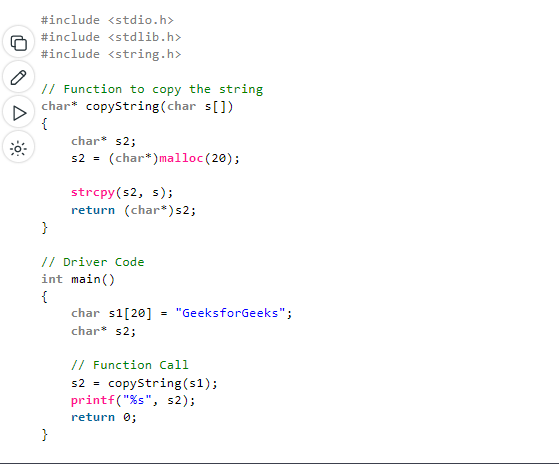 #include <stdio.h>
#include <stdlib.h>
#include <string.h>
// Function to copy the string
char* copyString(char s[])
{
    char* s2;
    s2 = (char*)malloc(20);
    strcpy(s2, s);
    return (char*)s2;
}
// Driver Code
int main()
{
    char s1[20] = "GeeksforGeeks";
    char* s2;
    // Function Call
    s2 = copyString(s1);
    printf("%s", s2);
    return 0;
}